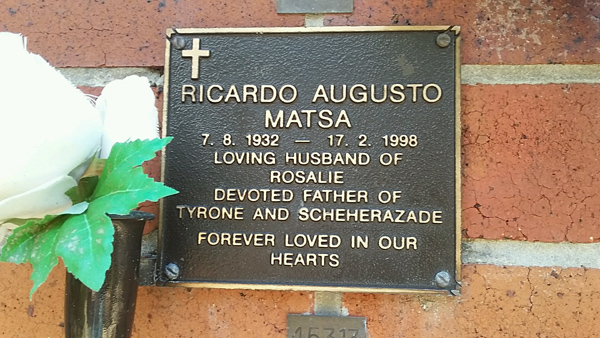 RICARDO AUGUSTO
MATSA
7. 8. 1932 — 17. 2. 1998
LOVING HUSBAND OF
ROSALIE
DEVOTED FATHER OF
TYRONE AND SCHEHERAZADE
FOREVER LOVED IN OUR
HEARTS